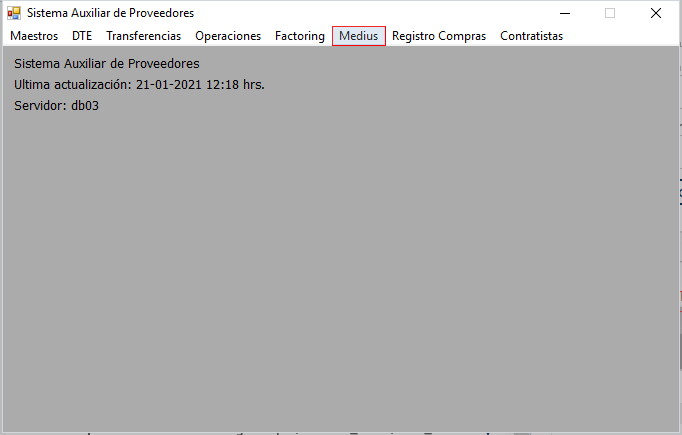 Sistema Auxiliar de Proveedores
Maestros DTE Transferencias Operaciones Factoring Medius Registro Compras Contratistas
Sistema Auxiliar de Proveedores
Ultima actualización: 21-01-2021 12:18 hrs.
Servidor: db03